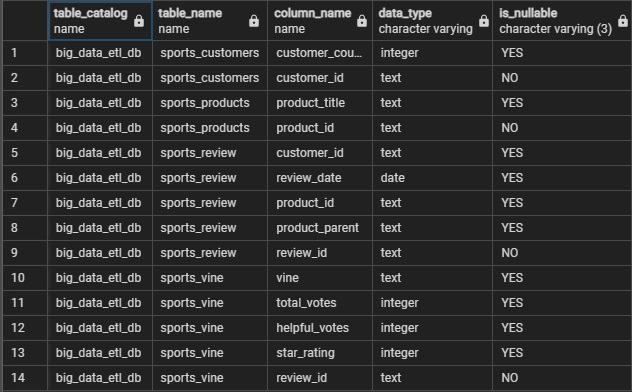 table_catalog table_name column_name data_type is_nullable
name name name character varying character varying (3)
1 big_data_etl_db sports_customers customer_cou... integer YES
2 big_data_etl_db sports_customers customer_id text NO
3 big_data_etl_db sports_products product_title text YES
4 big_data_etl_db sports_products product_id text NO
5 big_data_etl_db sports_review customer_id text YES
6 big_data_etl_db sports_review review_date date YES
7 big_data_etl_db sports_review product_id text YES
8 big_data_etl_db sports_review product_parent text YES
9 big_data_etl_db sports_review review_id text NO
10 big_data_etl_db sports_vine vine text YES
11 big_data_etl_db sports_vine total_votes integer YES
12 big_data_etl_db sports_vine helpful_votes integer YES
13 big_data_etl_db sports_vine star_rating integer YES
14 big_data_etl_db sports_vine review_id text NO